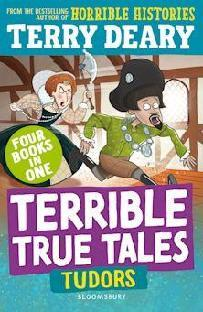 FROM THE BESTSELLING
AUTHOR OF
HORRIBLE HISTORIES
TERRY DEARY
FOUR
BOOKS IN
ONE
TERRIBLE
TRUE TALES
TUDORS
BLOOMSBURY